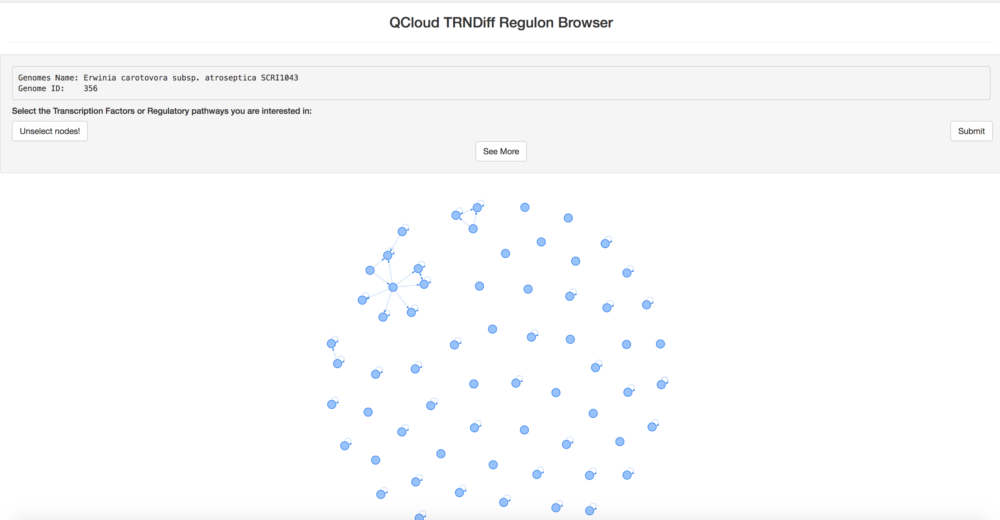 QCloud TRNDiff Regulon Browser
Genomes Name: Erwinia carotovora subsp. atroseptica SCRI1043
Genome ID:    356
Select the Transcription Factors or Regulatory pathways you are interested in:
Unselect nodes!
Submit
See More